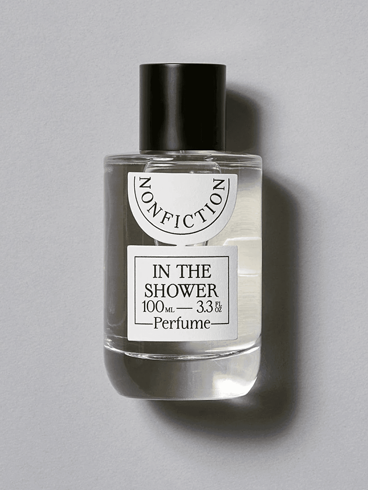 NONFICTION
IN THE
SHOWER
100ML — 3.3 FL OZ
—Perfume—